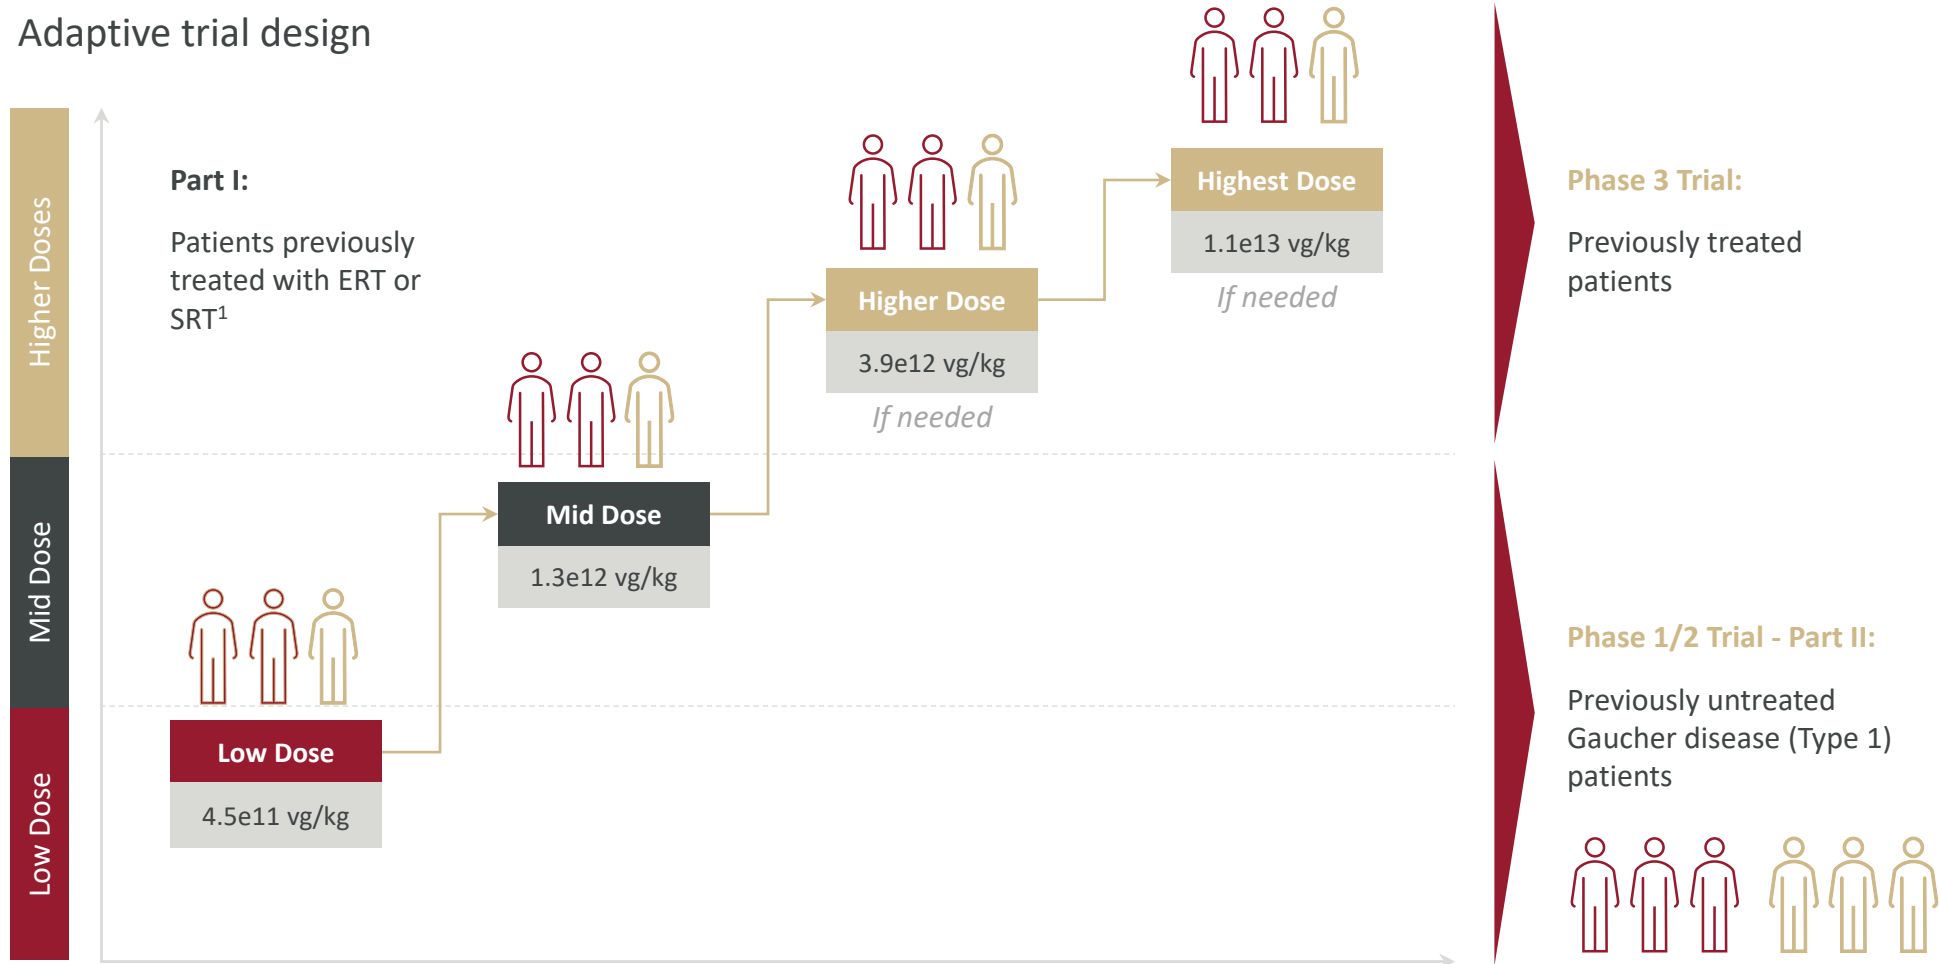 Adaptive trial design
Higher Doses
Mid Dose
Low Dose
Part I:
Patients previously
treated with ERT or
SRT¹
Low Dose
4.5e11 vg/kg
Mid Dose
1.3e12 vg/kg
Higher Dose
3.9e12 vg/kg
If needed
Highest Dose
1.1e13 vg/kg
If needed
Phase 3 Trial:
Previously treated
patients
Phase 1/2 Trial - Part II:
Previously untreated
Gaucher disease (Type 1)
patients